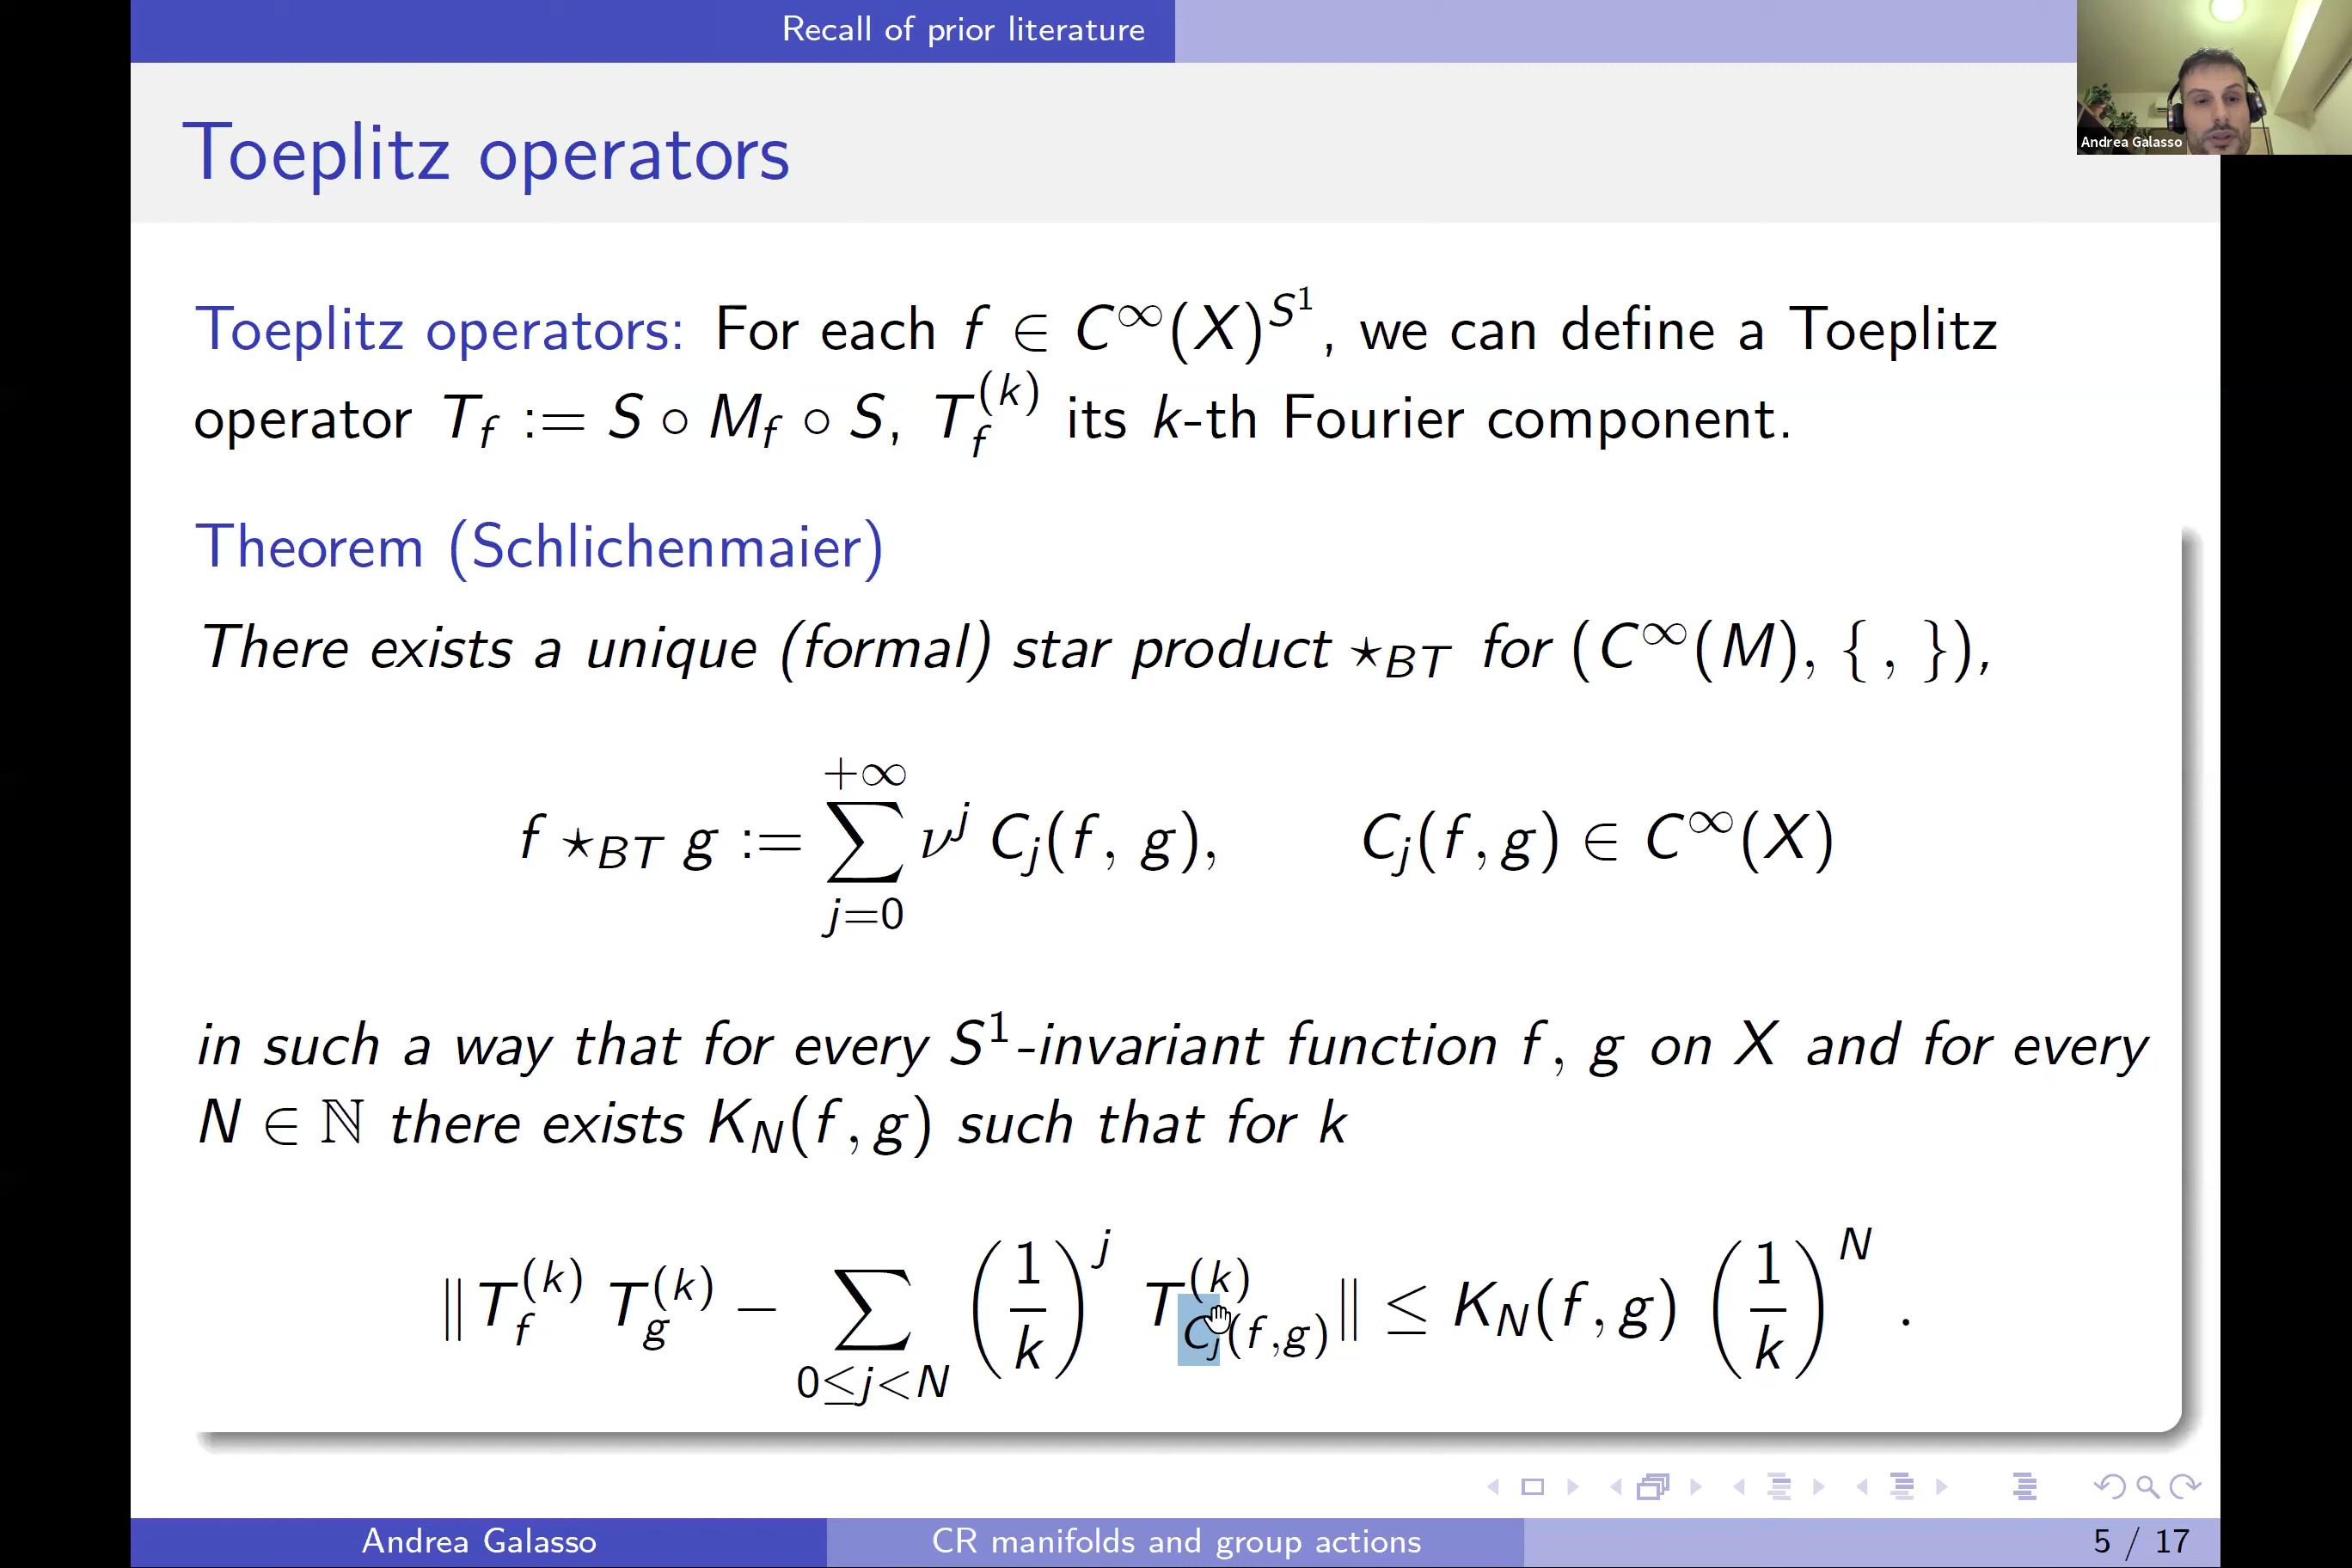 Recall of prior literature
Andrea Galasso
Toeplitz operators
Toeplitz operators: For each f ∈ C^∞(X)^{S^1}, we can define a Toeplitz
operator T_f := S ∘ M_f ∘ S, T_f^{(k)} its k-th Fourier component.
Theorem (Schlichenmaier)
There exists a unique (formal) star product ⋆_{BT} for (C^∞(M), { , }),
f ⋆_{BT} g := ∑_{j=0}^{+∞} ν^j C_j(f, g), C_j(f, g) ∈ C^∞(X)
in such a way that for every S^1-invariant function f, g on X and for every
N ∈ ℕ there exists K_N(f, g) such that for k
‖T_f^{(k)} T_g^{(k)} − ∑_{0≤j<N} (1/k)^j T_{C_j(f,g)}^{(k)}‖ ≤ K_N(f, g) (1/k)^N .
Andrea Galasso
CR manifolds and group actions
5 / 17